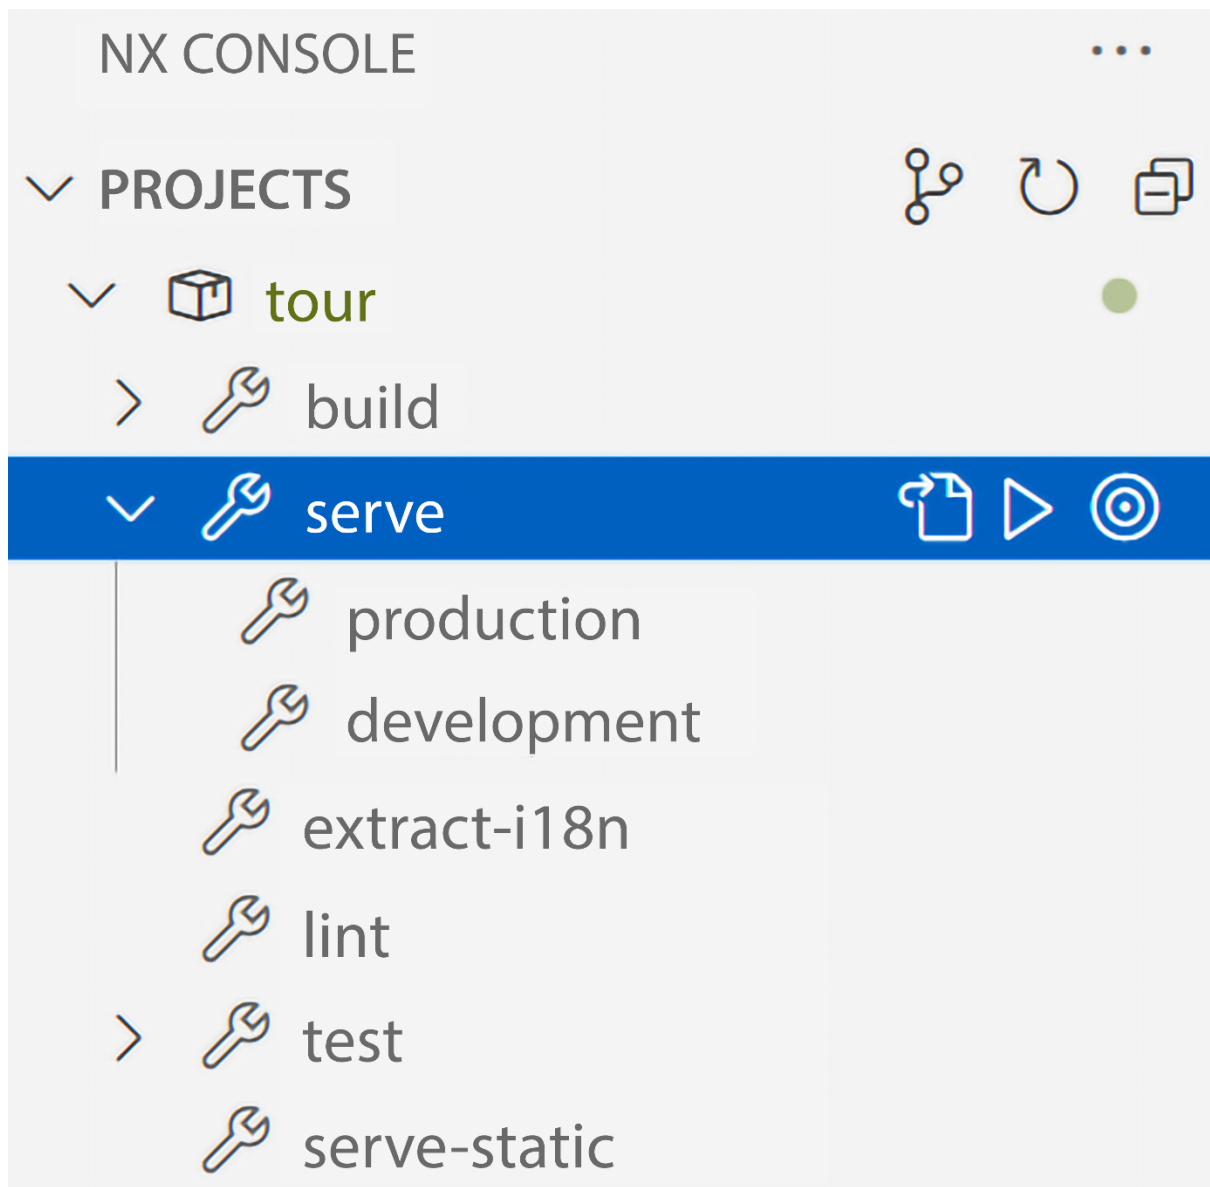 NX CONSOLE
PROJECTS
tour
build
serve
production
development
extract-i18n
lint
test
serve-static